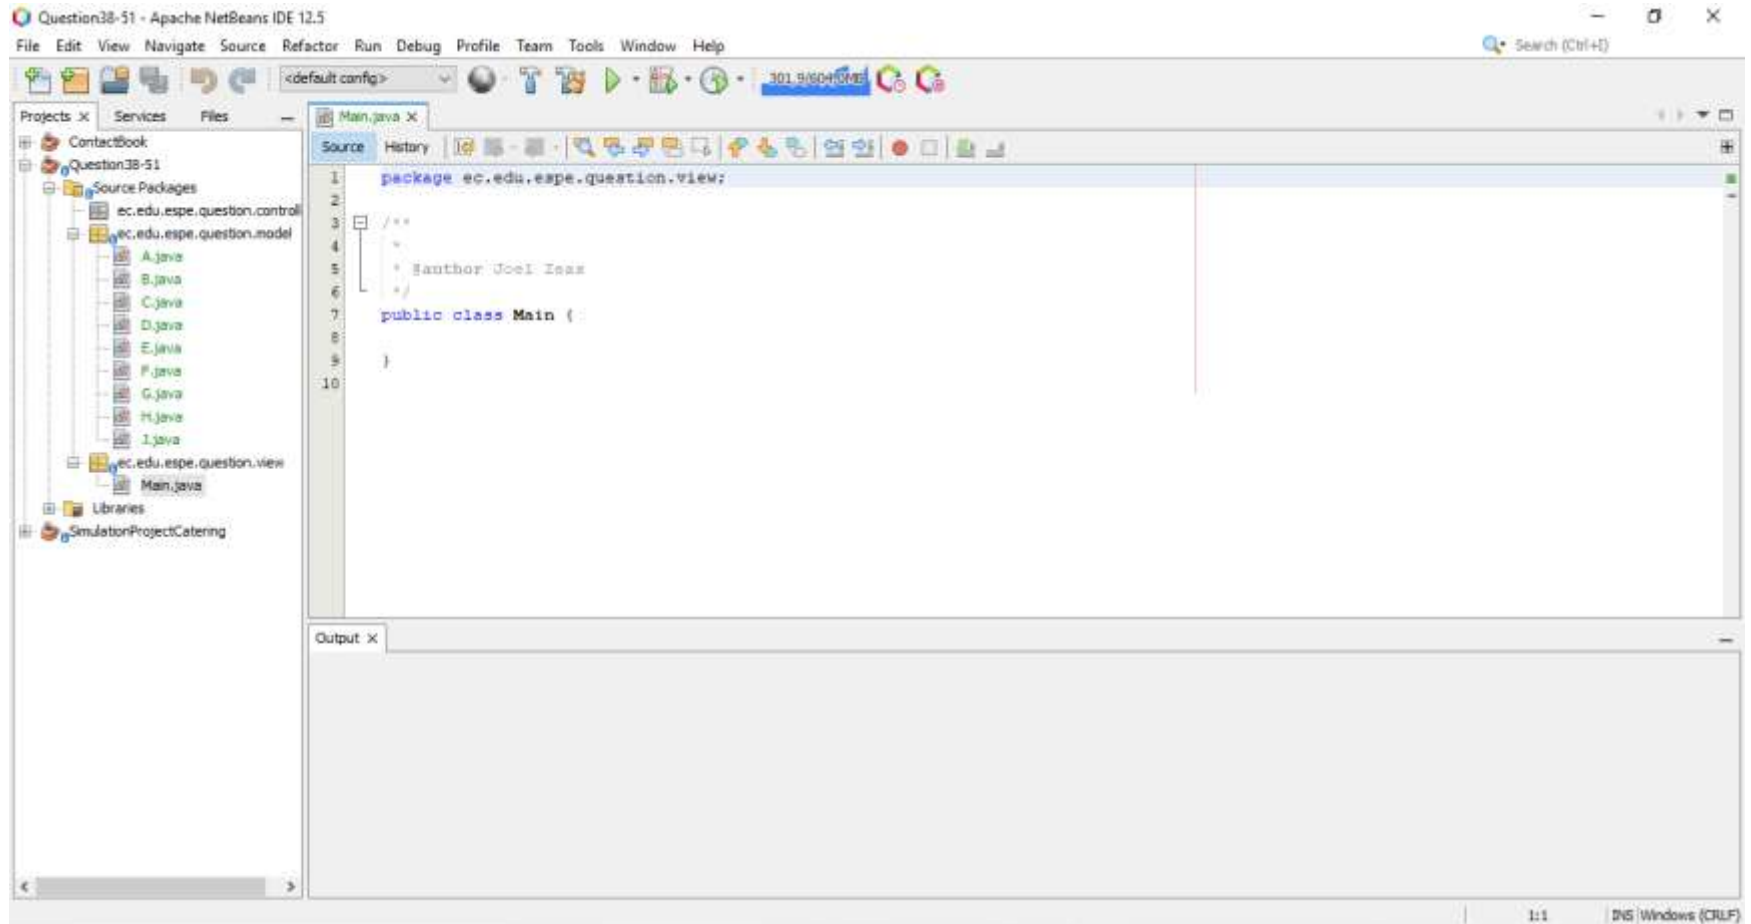 Question38-51 - Apache NetBeans IDE 12.5
File Edit View Navigate Source Refactor Run Debug Profile Team Tools Window Help
Search (Ctrl+I)
<default config>
Projects Services Files
Main.java
ContactBook
Question38-51
Source Packages
ec.edu.espe.question.controll
ec.edu.espe.question.model
A.java
B.java
C.java
D.java
E.java
F.java
G.java
H.java
I.java
ec.edu.espe.question.view
Main.java
Libraries
SimulationProjectCatering
Source History
1 package ec.edu.espe.question.view;
2
3 /**
4 *
5 * @author Joel
6 */
7 public class Main {
8
9 }
10
Output
1:1 INS Windows (CRLF)